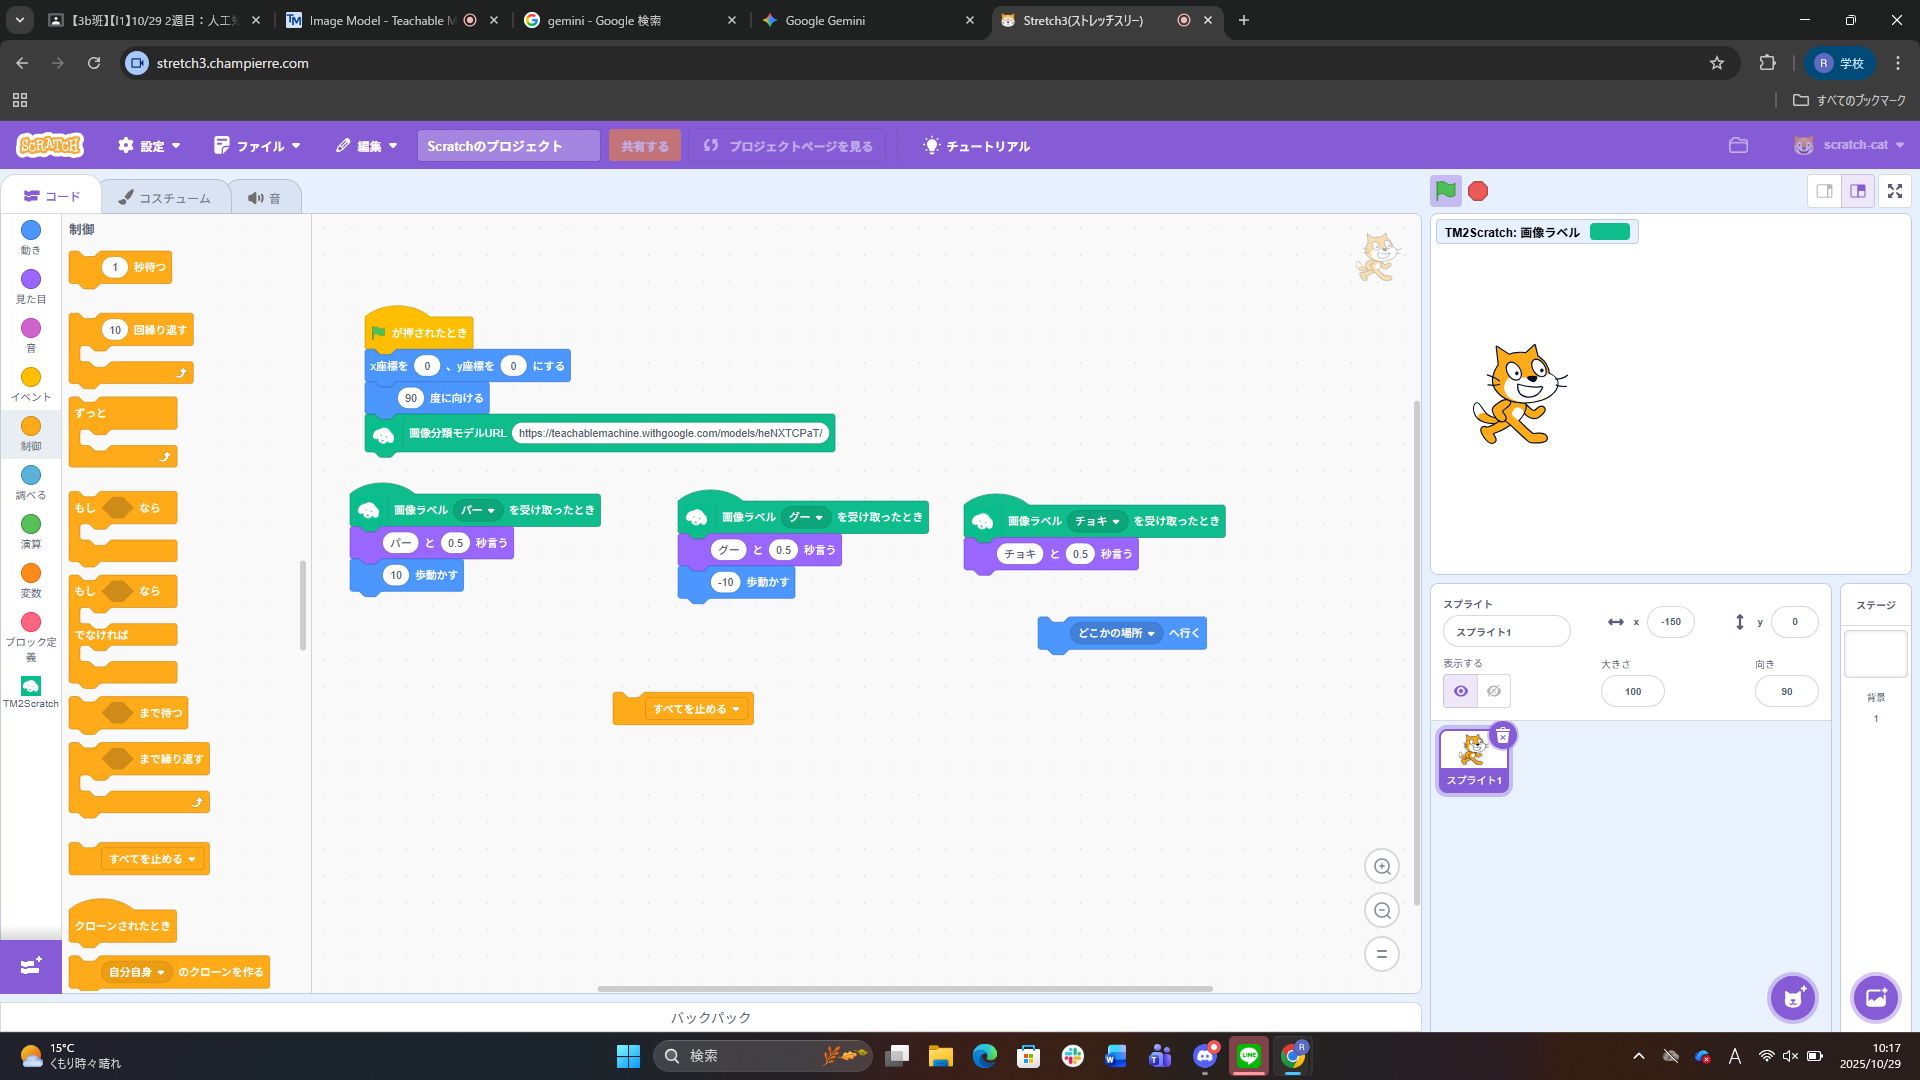 【3b班】【I1】10/29 2週目：人工知
Image Model - Teachable M
gemini - Google 検索
Google Gemini
Stretch3(ストレッチスリー)
stretch3.champierre.com
R 学校
すべてのブックマーク
SCRATCH
設定
ファイル
編集
Scratchのプロジェクト
共有する
プロジェクトページを見る
チュートリアル
scratch-cat
コード
コスチューム
音
動き
見た目
音
イベント
制御
調べる
演算
変数
ブロック定義
TM2Scratch
制御
1 秒待つ
10 回繰り返す
ずっと
もし なら
もし なら
でなければ
まで待つ
まで繰り返す
すべてを止める
クローンされたとき
自分自身 のクローンを作る
が押されたとき
x座標を 0 、y座標を 0 にする
90 度に向ける
画像分類モデルURL https://teachablemachine.withgoogle.com/models/heNXTCPaT/
画像ラベル パー を受け取ったとき
パー と 0.5 秒言う
10 歩動かす
画像ラベル グー を受け取ったとき
グー と 0.5 秒言う
-10 歩動かす
画像ラベル チョキ を受け取ったとき
チョキ と 0.5 秒言う
どこかの場所 へ行く
すべてを止める
バックパック
TM2Scratch: 画像ラベル
スプライト
スプライト1
x -150
y 0
表示する
大きさ
100
向き
90
スプライト1
ステージ
背景
1
15°C
くもり時々晴れ
検索
A
10:17
2025/10/29